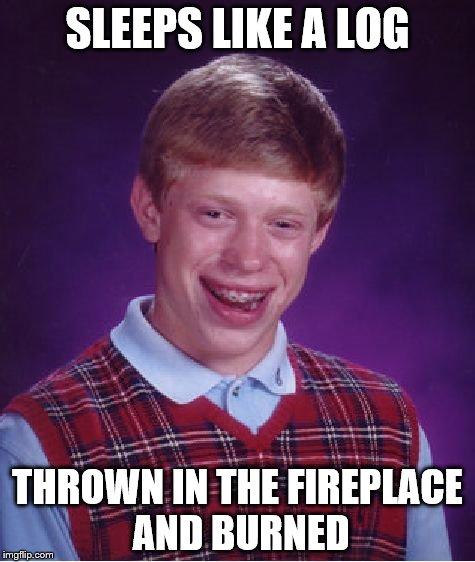 SLEEPS LIKE A LOG
THROWN IN THE FIREPLACE
AND BURNED
imgflip.com